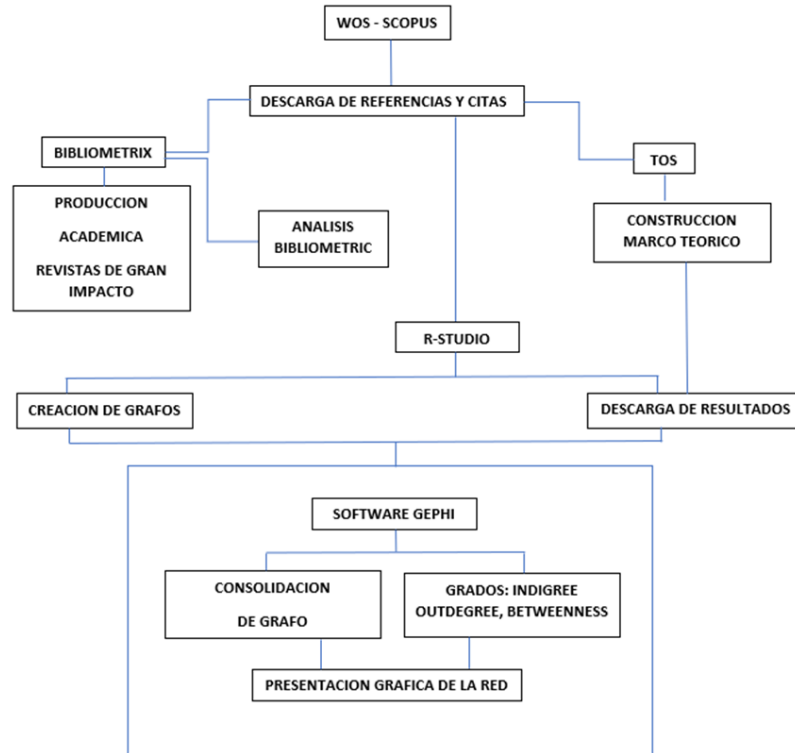 WOS - SCOPUS
DESCARGA DE REFERENCIAS Y CITAS
BIBLIOMETRIX
TOS
PRODUCCION
ACADEMICA
REVISTAS DE GRAN
IMPACTO
ANALISIS
BIBLIOMETRIC
CONSTRUCCION
MARCO TEORICO
R-STUDIO
CREACION DE GRAFOS
DESCARGA DE RESULTADOS
SOFTWARE GEPHI
CONSOLIDACION
DE GRAFO
GRADOS: INDIGREE
OUTDEGREE, BETWEENNESS
PRESENTACION GRAFICA DE LA RED